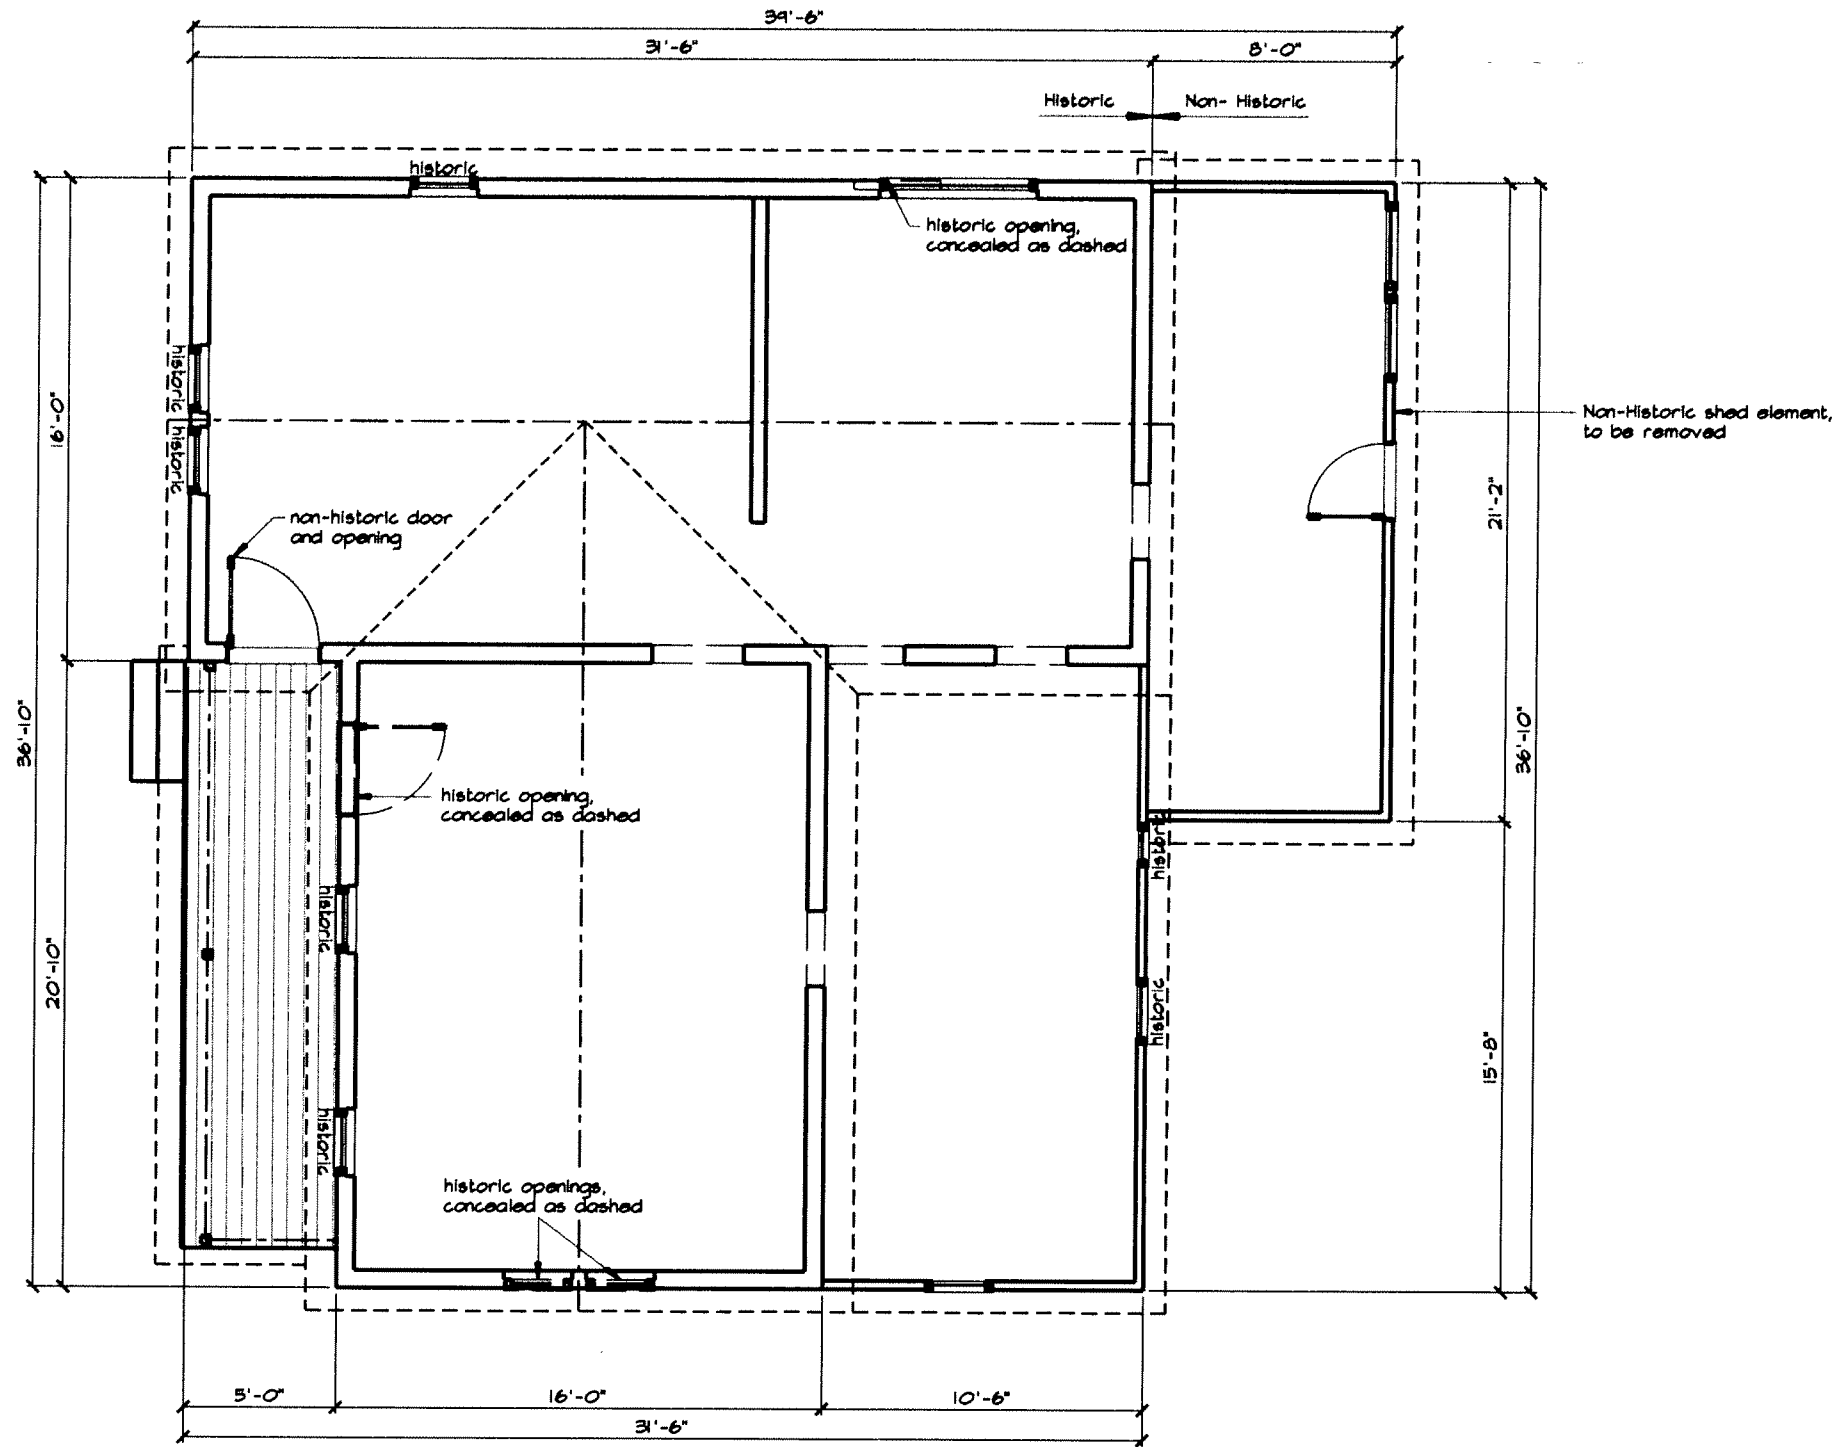 39'-6"
31'-6"
8'-0"
Historic
Non- Historic
historic
historic opening,
concealed as dashed
historic
historic
16'-0"
Non-Historic shed element,
to be removed
non-historic door
and opening
21'-2"
36'-10"
36'-10"
historic opening,
concealed as dashed
historic
historic
20'-10"
historic
historic
15'-8"
historic openings,
concealed as dashed
5'-0"
16'-0"
10'-6"
31'-6"